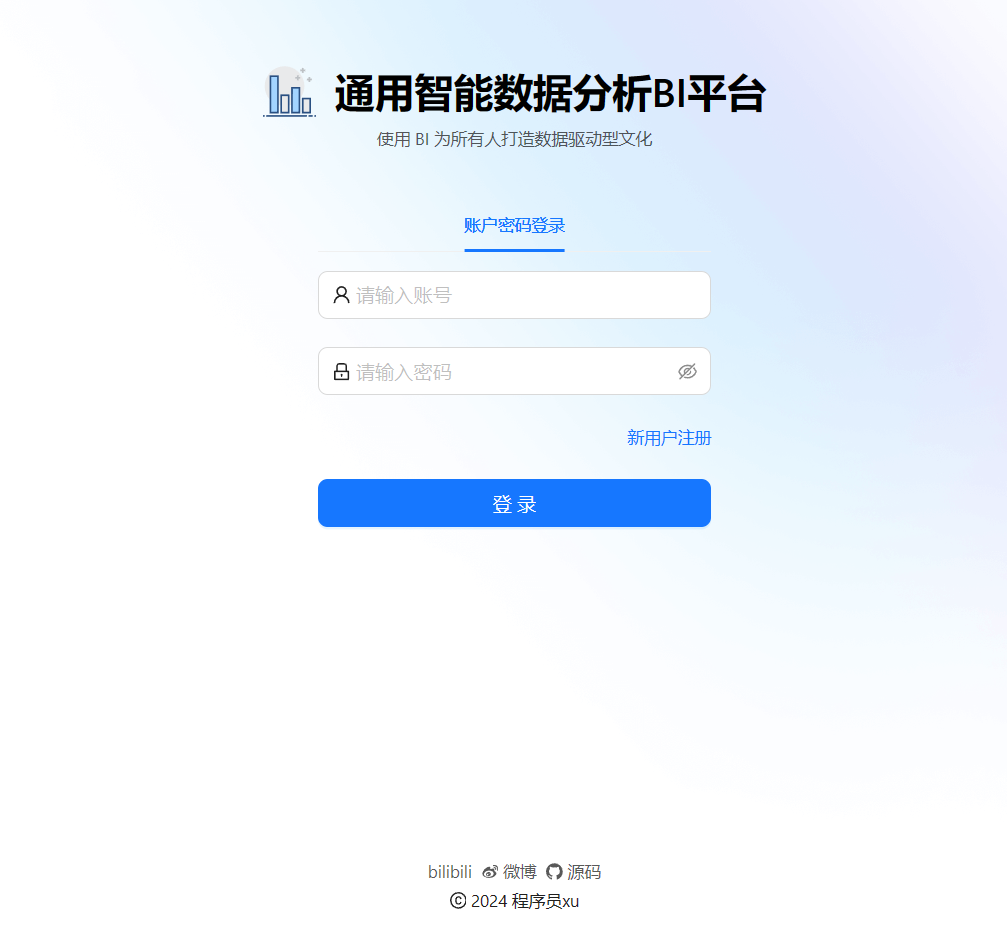 通用智能数据分析BI平台
使用 BI 为所有人打造数据驱动型文化
账户密码登录
请输入账号
请输入密码
新用户注册
登 录
bilibili 微博 源码
© 2024 程序员xu